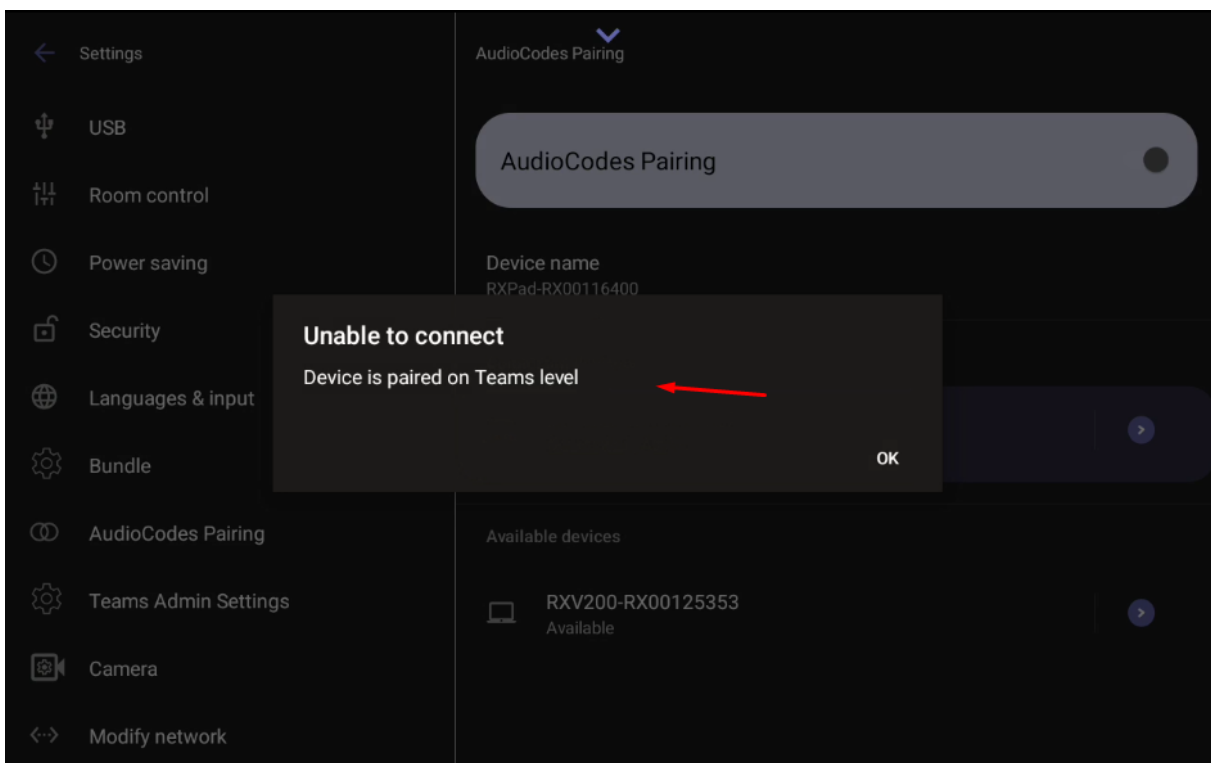 Settings
USB
Room control
Power saving
Security
Languages & input
Bundle
AudioCodes Pairing
Teams Admin Settings
Camera
Modify network
AudioCodes Pairing
AudioCodes Pairing
Device name
RXPad-RX00116400
Unable to connect
Device is paired on Teams level
OK
Available devices
RXV200-RX00125353
Available